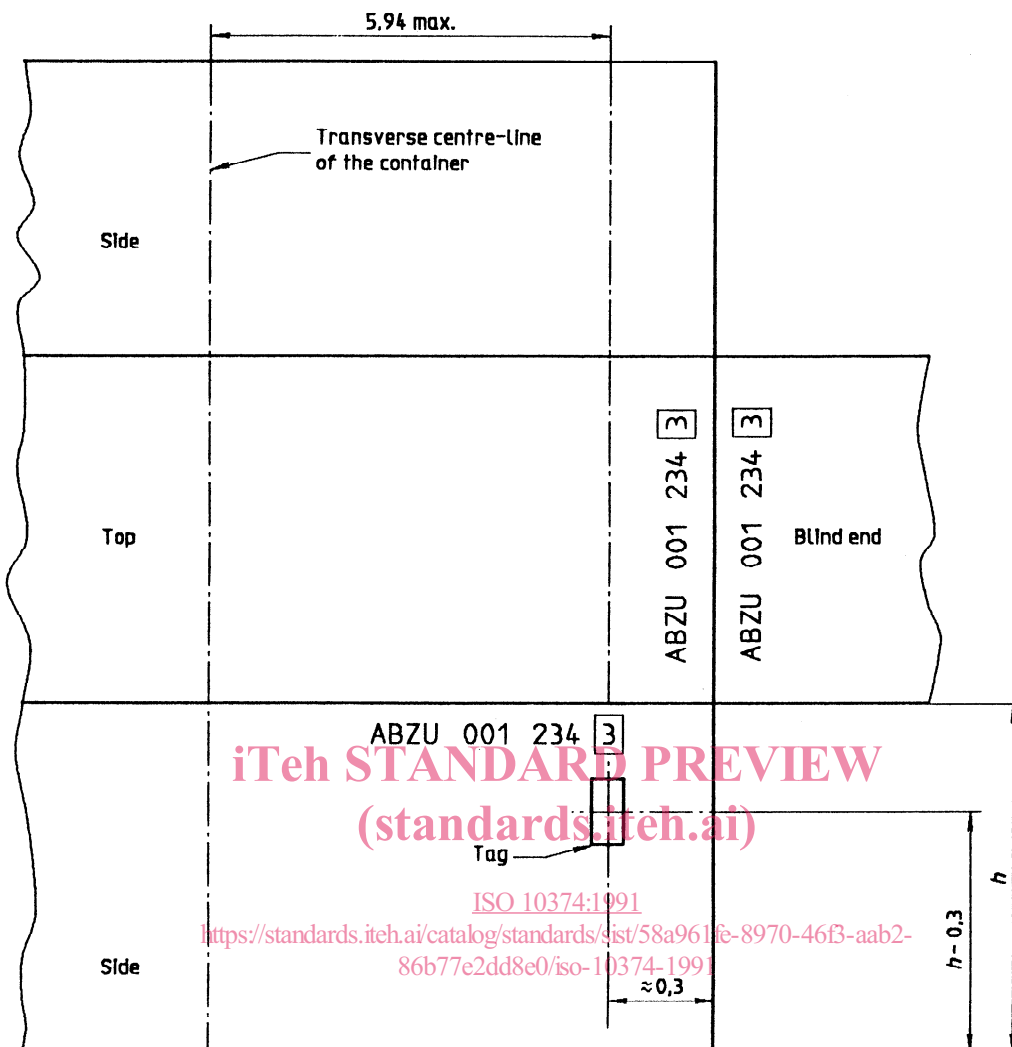 5,94 max.
Transverse centre-line
of the container
Side
Top
ABZU 001 234 3
ABZU 001 234 3
Blind end
ABZU 001 234 3
iTeh STANDARD PREVIEW
(standards.iteh.ai)
Tag
h
h-0,3
ISO 10374:1991
https://standards.iteh.ai/catalog/standards/sist/58a961fe-8970-46f3-aab2-
86b77e2dd8e0/iso-10374-1991
Side
≈0,3